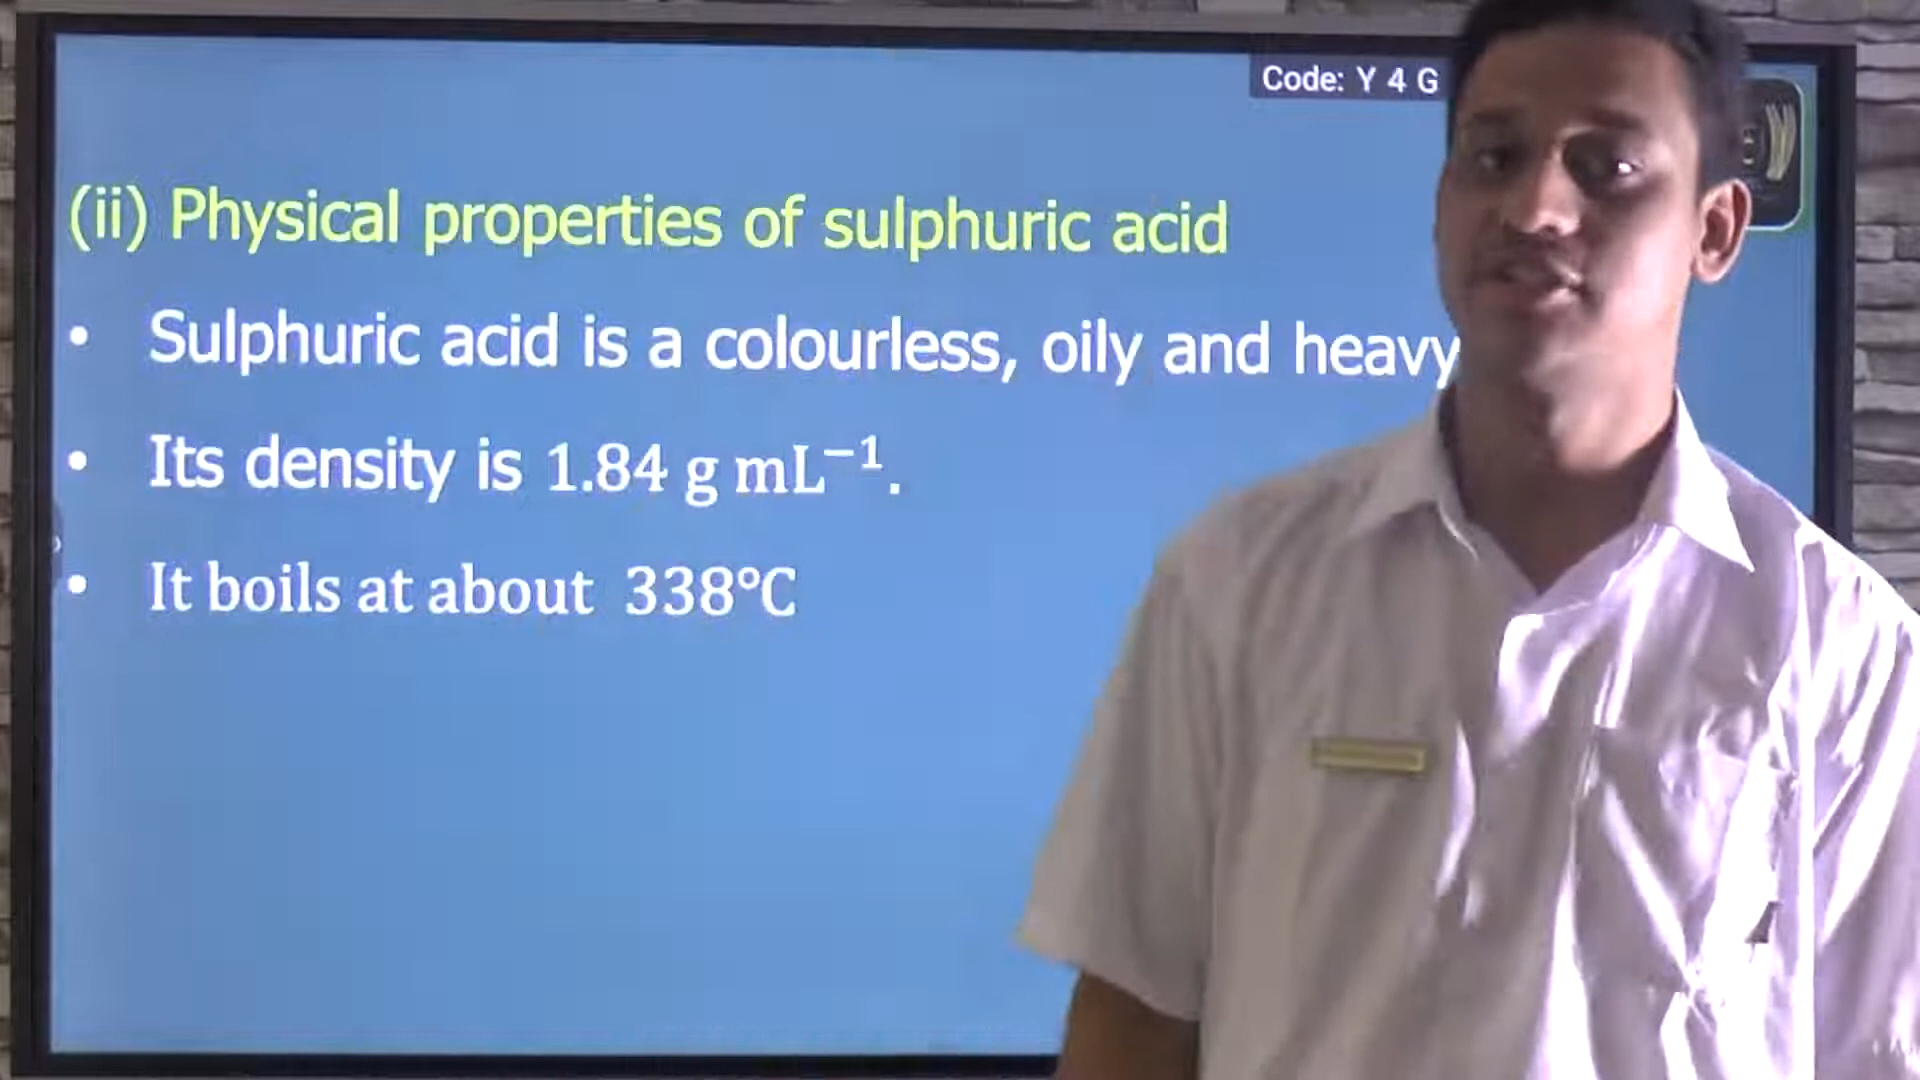 Code: Y 4 G
(ii) Physical properties of sulphuric acid
• Sulphuric acid is a colourless, oily and heavy
• Its density is 1.84 g mL⁻¹.
• It boils at about 338°C